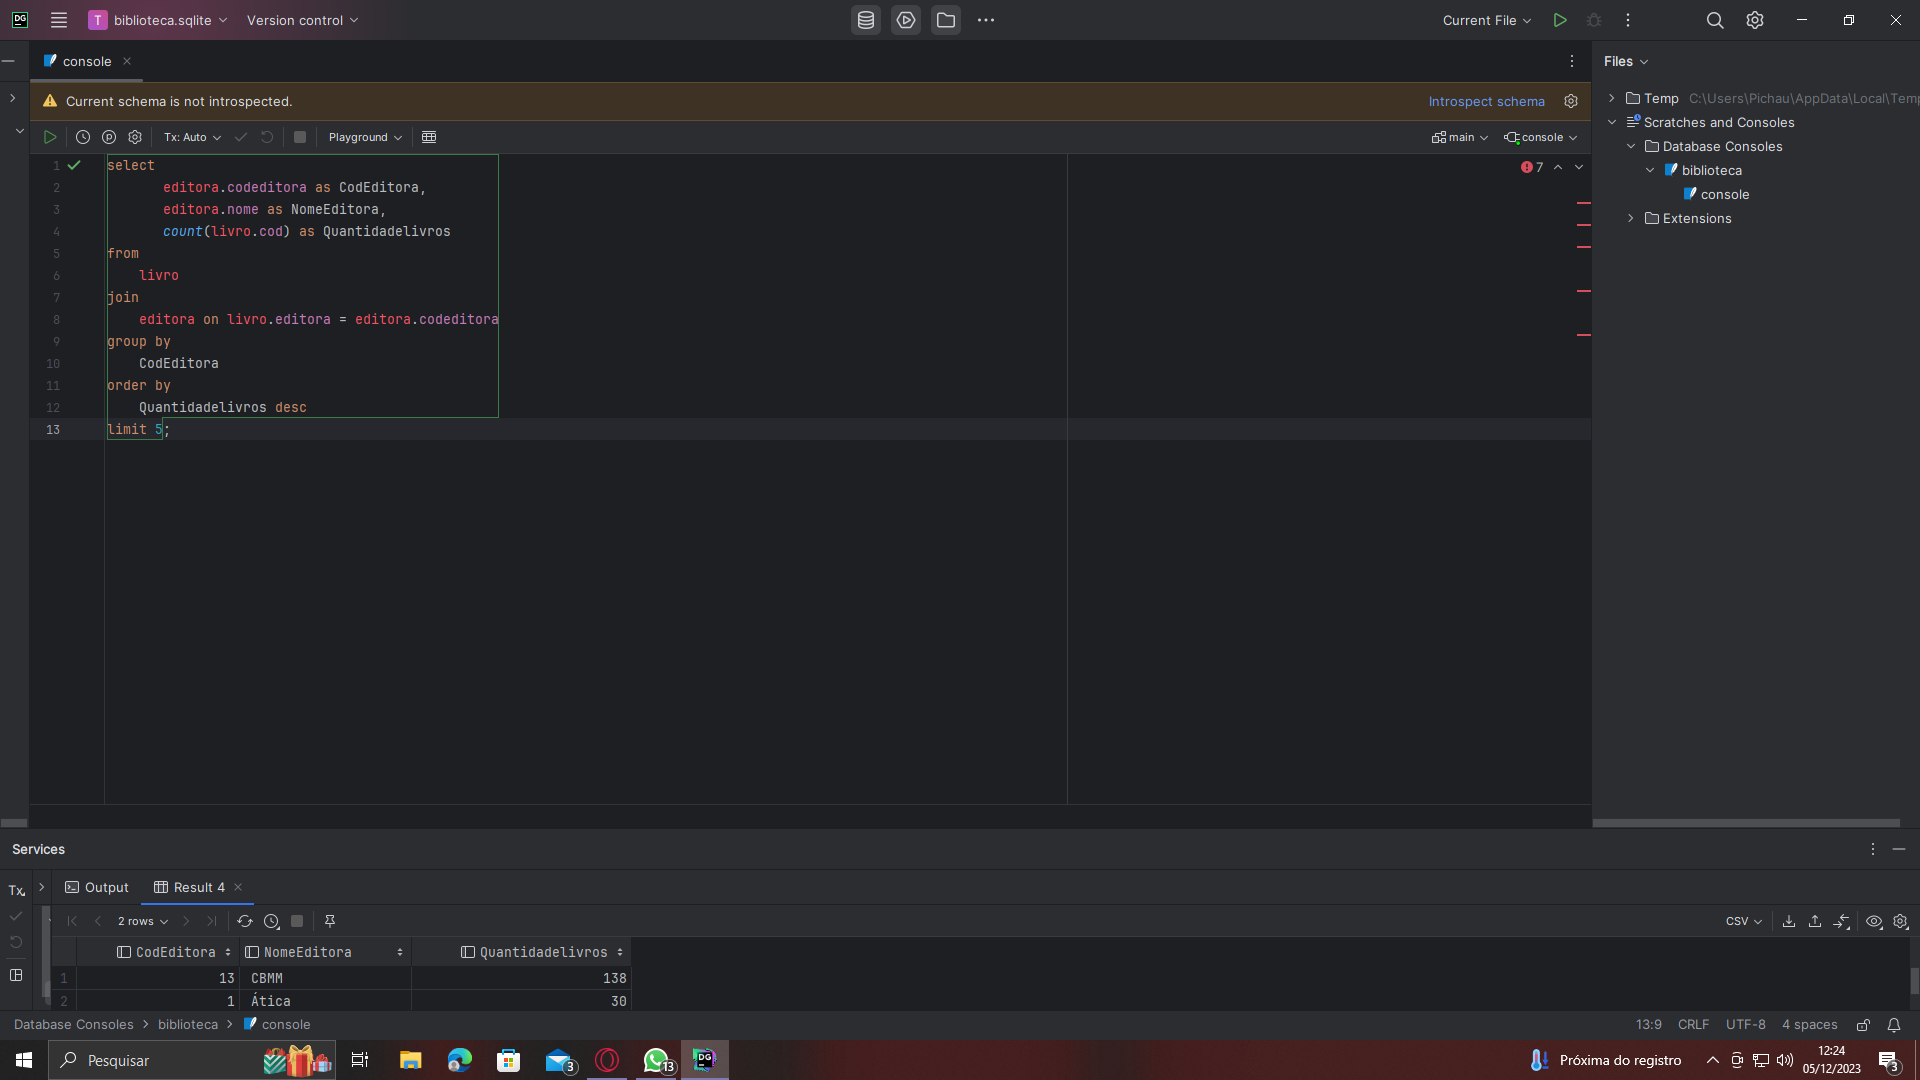 DG
T biblioteca.sqlite
Version control
Current File
console
Files
Current schema is not introspected.
Introspect schema
Temp C:\Users\Pichau\AppData\Local\Temp
Scratches and Consoles
Database Consoles
biblioteca
console
Extensions
Tx: Auto
Playground
main
console
7
1 select
2 editora.codeditora as CodEditora,
3 editora.nome as NomeEditora,
4 count(livro.cod) as Quantidadelivros
5 from
6 livro
7 join
8 editora on livro.editora = editora.codeditora
9 group by
10 CodEditora
11 order by
12 Quantidadelivros desc
13 limit 5;
Services
Tx
Output
Result 4
2 rows
CSV
CodEditora NomeEditora Quantidadelivros
1 13 CBMM 138
2 1 Ática 30
Database Consoles > biblioteca > console
13:9 CRLF UTF-8 4 spaces
Pesquisar
3
13
DG
Próxima do registro
12:24
05/12/2023
3